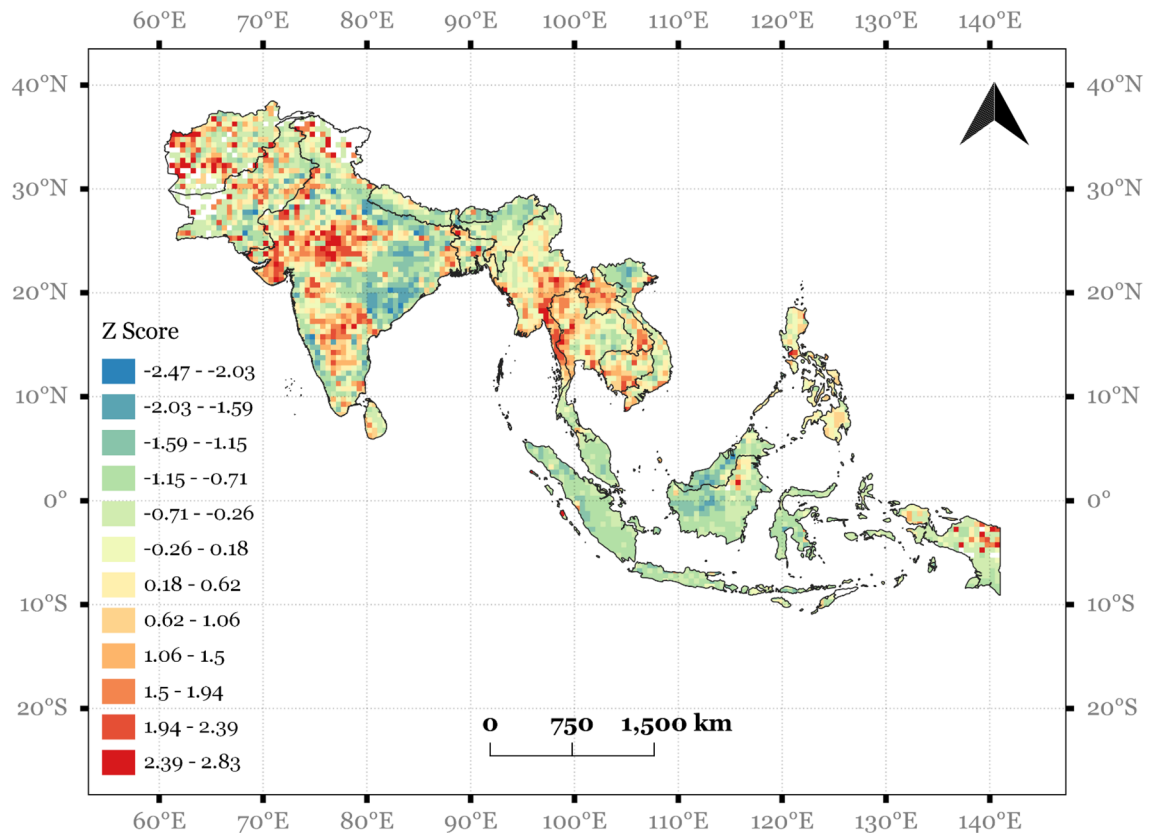 60°E 70°E 80°E 90°E 100°E 110°E 120°E 130°E 140°E
40°N 40°N
30°N 30°N
20°N 20°N
Z Score
-2.47 - -2.03
10°N 10°N
-2.03 - -1.59
-1.59 - -1.15
-1.15 - -0.71
0° 0°
-0.71 - -0.26
-0.26 - 0.18
0.18 - 0.62
10°S 10°S
0.62 - 1.06
1.06 - 1.5
1.5 - 1.94
20°S 20°S
0 750 1,500 km
1.94 - 2.39
2.39 - 2.83
60°E 70°E 80°E 90°E 100°E 110°E 120°E 130°E 140°E